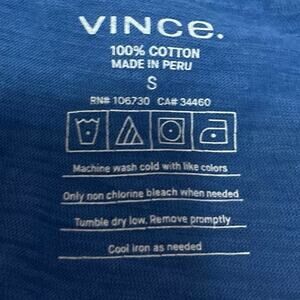 VINCE.
100% COTTON
MADE IN PERU
S
RN# 106730 CA# 34460
Machine wash cold with like colors
Only non chlorine bleach when needed
Tumble dry low. Remove promptly
Cool iron as needed